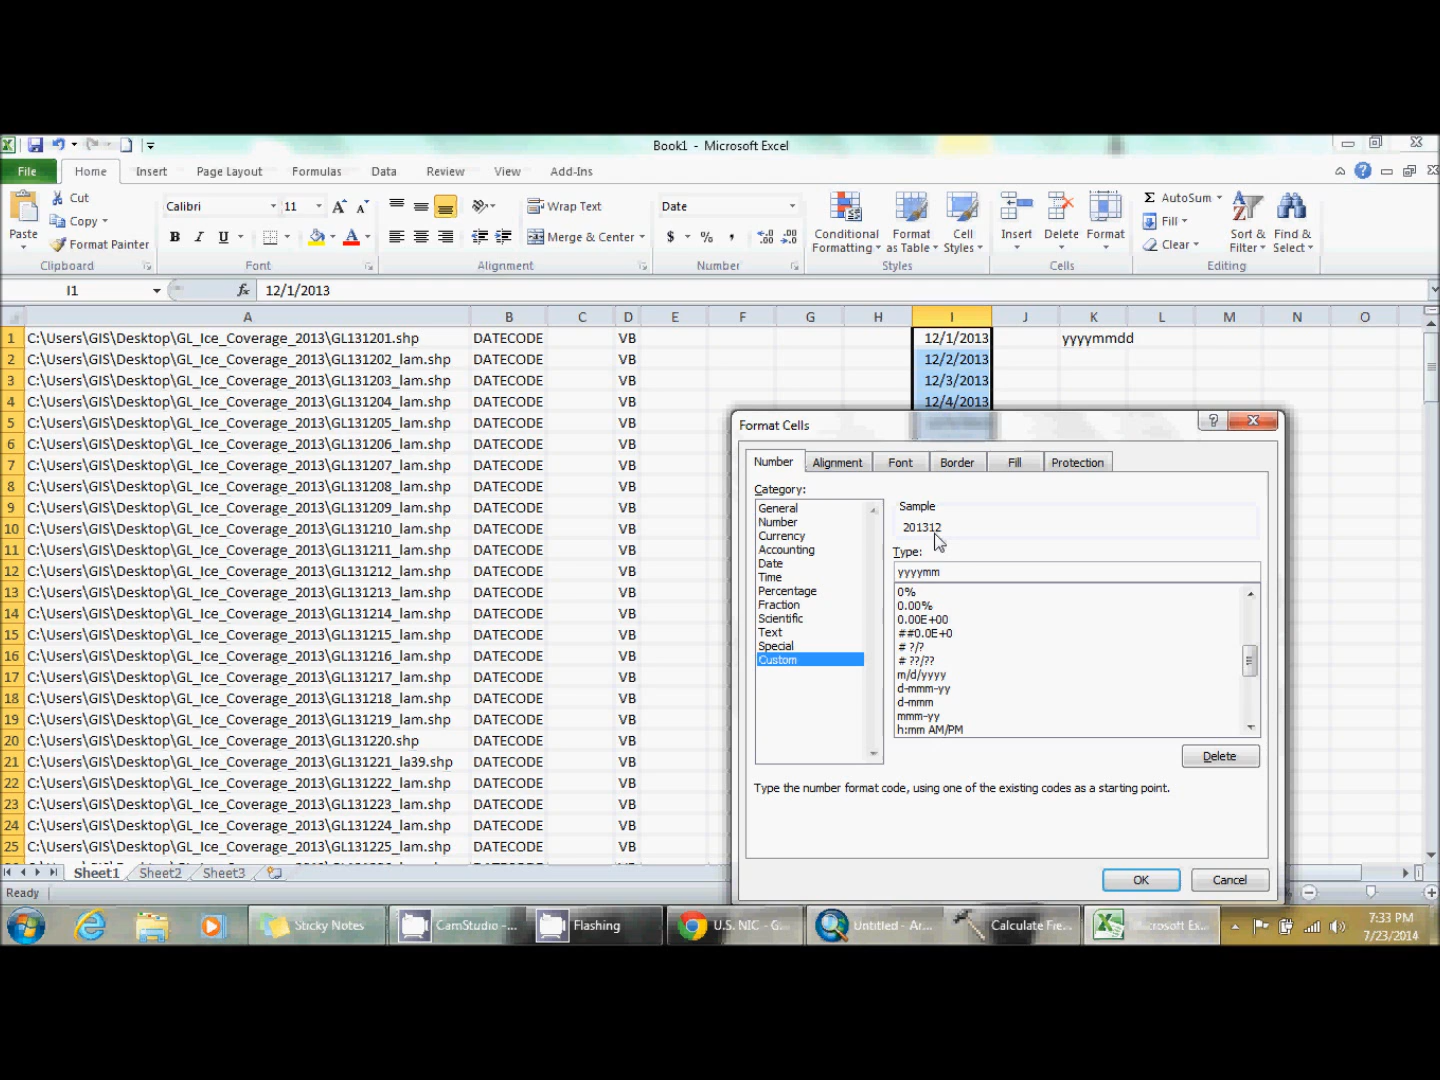 Book1 - Microsoft Excel
File Home Insert Page Layout Formulas Data Review View Add-Ins
Paste
Cut
Copy
Format Painter
Clipboard
Calibri 11
B I U
Font
Wrap Text
Merge & Center
Alignment
Date
$ % ,
Number
Conditional Formatting
Format as Table
Cell Styles
Styles
Insert Delete Format
Cells
Σ AutoSum
Fill
Clear
Sort & Filter
Find & Select
Editing
I1 fx 12/1/2013
A B C D E F G H I J K L M N O
1 C:\Users\GIS\Desktop\GL_Ice_Coverage_2013\GL131201.shp DATECODE VB 12/1/2013 yyyymmdd
2 C:\Users\GIS\Desktop\GL_Ice_Coverage_2013\GL131202_lam.shp DATECODE VB 12/2/2013
3 C:\Users\GIS\Desktop\GL_Ice_Coverage_2013\GL131203_lam.shp DATECODE VB 12/3/2013
4 C:\Users\GIS\Desktop\GL_Ice_Coverage_2013\GL131204_lam.shp DATECODE VB 12/4/2013
5 C:\Users\GIS\Desktop\GL_Ice_Coverage_2013\GL131205_lam.shp DATECODE VB
6 C:\Users\GIS\Desktop\GL_Ice_Coverage_2013\GL131206_lam.shp DATECODE VB
7 C:\Users\GIS\Desktop\GL_Ice_Coverage_2013\GL131207_lam.shp DATECODE VB
8 C:\Users\GIS\Desktop\GL_Ice_Coverage_2013\GL131208_lam.shp DATECODE VB
9 C:\Users\GIS\Desktop\GL_Ice_Coverage_2013\GL131209_lam.shp DATECODE VB
10 C:\Users\GIS\Desktop\GL_Ice_Coverage_2013\GL131210_lam.shp DATECODE VB
11 C:\Users\GIS\Desktop\GL_Ice_Coverage_2013\GL131211_lam.shp DATECODE VB
12 C:\Users\GIS\Desktop\GL_Ice_Coverage_2013\GL131212_lam.shp DATECODE VB
13 C:\Users\GIS\Desktop\GL_Ice_Coverage_2013\GL131213_lam.shp DATECODE VB
14 C:\Users\GIS\Desktop\GL_Ice_Coverage_2013\GL131214_lam.shp DATECODE VB
15 C:\Users\GIS\Desktop\GL_Ice_Coverage_2013\GL131215_lam.shp DATECODE VB
16 C:\Users\GIS\Desktop\GL_Ice_Coverage_2013\GL131216_lam.shp DATECODE VB
17 C:\Users\GIS\Desktop\GL_Ice_Coverage_2013\GL131217_lam.shp DATECODE VB
18 C:\Users\GIS\Desktop\GL_Ice_Coverage_2013\GL131218_lam.shp DATECODE VB
19 C:\Users\GIS\Desktop\GL_Ice_Coverage_2013\GL131219_lam.shp DATECODE VB
20 C:\Users\GIS\Desktop\GL_Ice_Coverage_2013\GL131220.shp DATECODE VB
21 C:\Users\GIS\Desktop\GL_Ice_Coverage_2013\GL131221_la39.shp DATECODE VB
22 C:\Users\GIS\Desktop\GL_Ice_Coverage_2013\GL131222_lam.shp DATECODE VB
23 C:\Users\GIS\Desktop\GL_Ice_Coverage_2013\GL131223_lam.shp DATECODE VB
24 C:\Users\GIS\Desktop\GL_Ice_Coverage_2013\GL131224_lam.shp DATECODE VB
25 C:\Users\GIS\Desktop\GL_Ice_Coverage_2013\GL131225_lam.shp DATECODE VB
Format Cells
Number Alignment Font Border Fill Protection
Category:
General
Number
Currency
Accounting
Date
Time
Percentage
Fraction
Scientific
Text
Special
Custom
Sample
201312
Type:
yyyymm
0%
0.00%
0.00E+00
##0.0E+0
# ?/?
# ??/??
m/d/yyyy
d-mmm-yy
d-mmm
mmm-yy
h:mm AM/PM
Delete
Type the number format code, using one of the existing codes as a starting point.
OK Cancel
Sheet1 Sheet2 Sheet3
Ready
Sticky Notes CamStudio -... Flashing U.S. NIC - G... Untitled - Ar... Calculate Fie... Microsoft Ex...
7:33 PM
7/23/2014